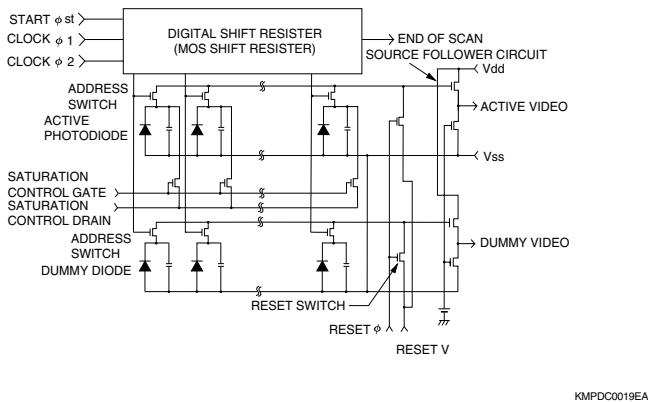 START ϕ st
CLOCK ϕ 1
CLOCK ϕ 2
DIGITAL SHIFT RESISTER
(MOS SHIFT RESISTER)
END OF SCAN
SOURCE FOLLOWER CIRCUIT
Vdd
ADDRESS
SWITCH
ACTIVE
PHOTODIODE
ACTIVE VIDEO
Vss
SATURATION
CONTROL GATE
SATURATION
CONTROL DRAIN
ADDRESS
SWITCH
DUMMY DIODE
DUMMY VIDEO
RESET SWITCH
RESET ϕ
RESET V
KMPDC0019EA